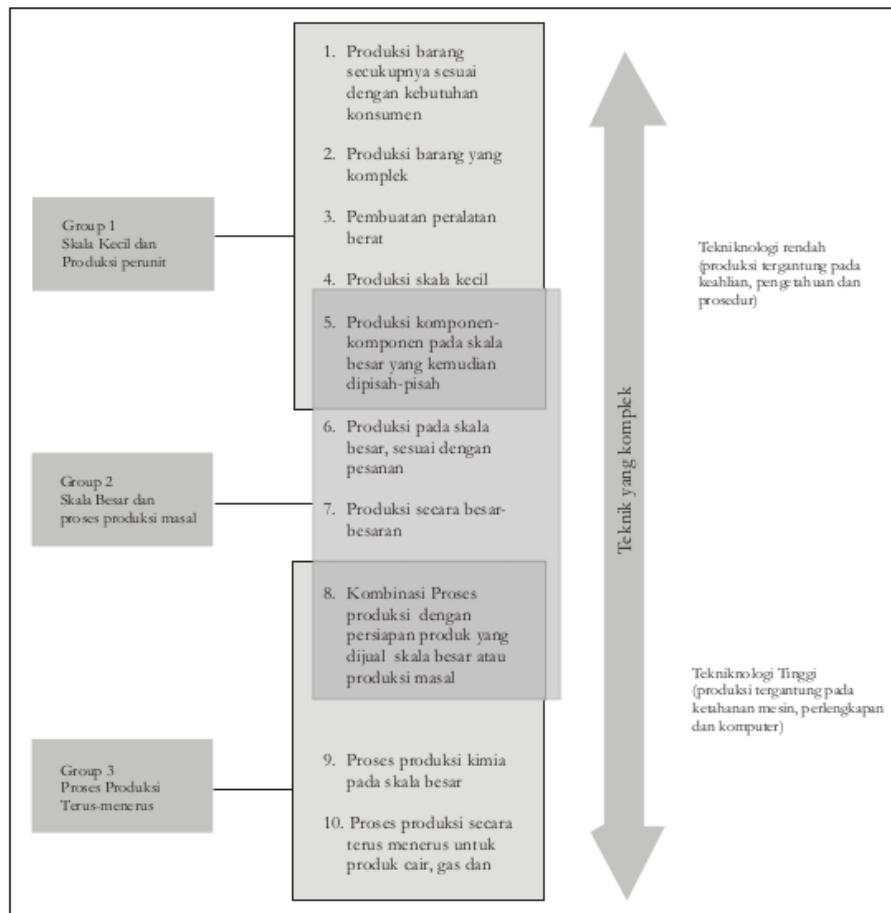 1. Produksi barang
secukupnya sesuai
dengan kebutuhan
konsumen
2. Produksi barang yang
komplek
3. Pembuatan peralatan
berat
4. Produksi skala kecil
5. Produksi komponen-
komponen pada skala
besar yang kemudian
dipisah-pisah
6. Produksi pada skala
besar, sesuai dengan
pesanan
7. Produksi secara besar-
besaran
8. Kombinasi Proses
produksi dengan
persiapan produk yang
dijual skala besar atau
produksi masal
9. Proses produksi kimia
pada skala besar
10. Proses produksi secara
terus menerus untuk
produk cair, gas dan
Group 1
Skala Kecil dan
Produksi perunit
Group 2
Skala Besar dan
proses produksi masal
Group 3
Proses Produksi
Terus-menerus
Teknik yang komplek
Tekniknologi rendah
(produksi tergantung pada
keahlian, pengetahuan dan
prosedur)
Tekniknologi Tinggi
(produksi tergantung pada
ketahanan mesin, perlengkapan
dan komputer)